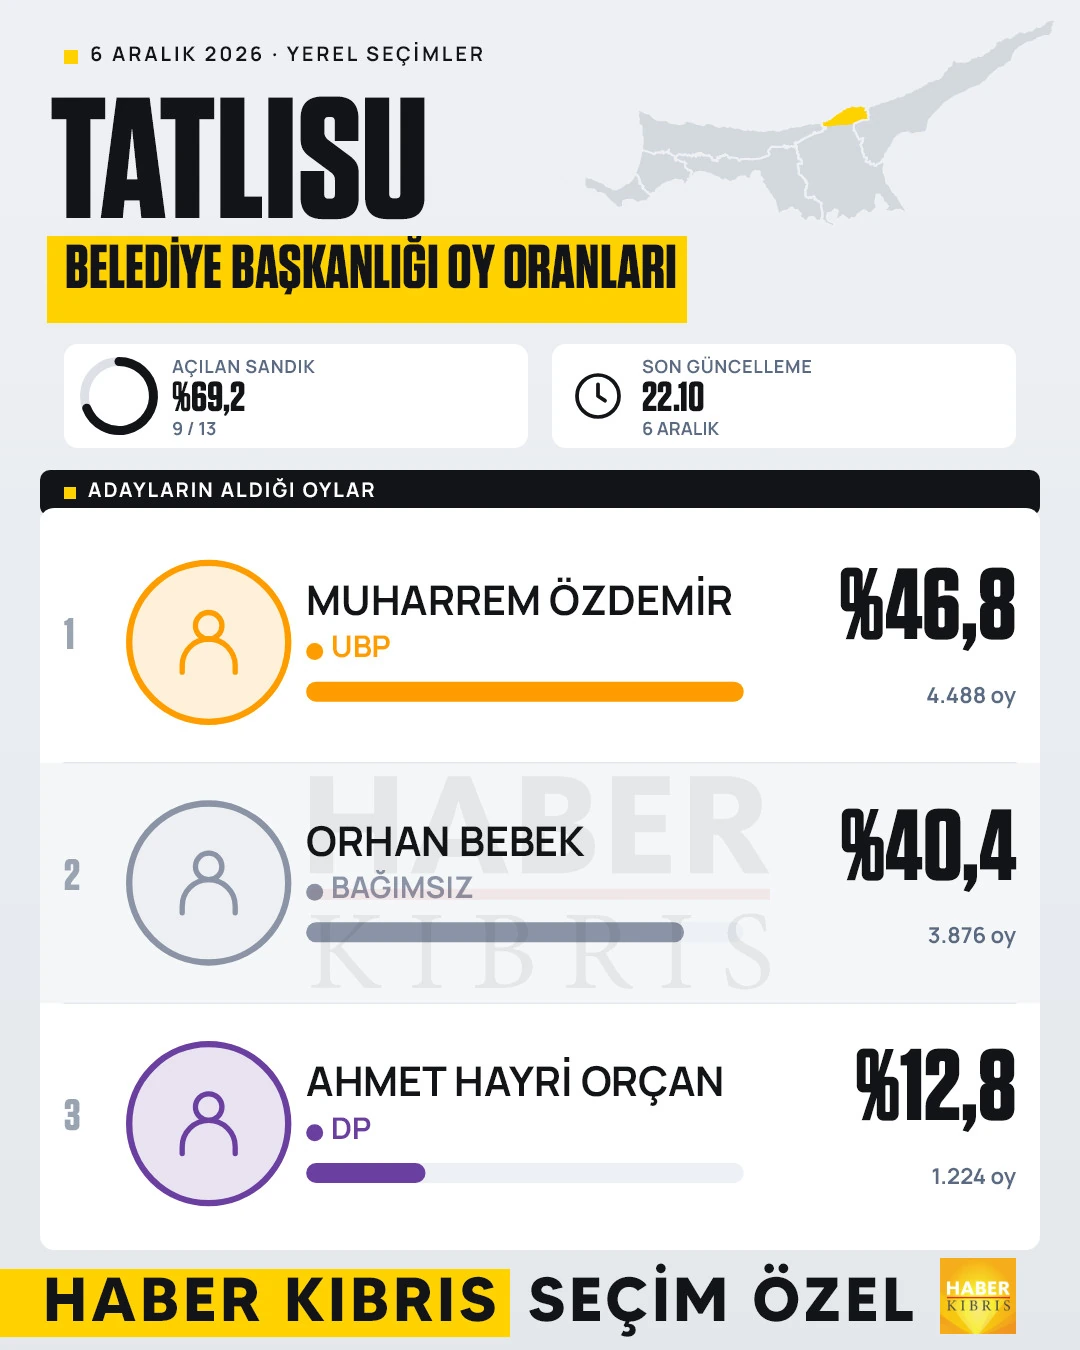 6 ARALIK 2026 · YEREL SEÇİMLER
TATLISU
BELEDİYE BAŞKANLIĞI OY ORANLARI
AÇILAN SANDIK
%69,2
9 / 13
SON GÜNCELLEME
22.10
6 ARALIK
ADAYLARIN ALDIĞI OYLAR
1
MUHARREM ÖZDEMİR
UBP
%46,8
4.488 oy
2
ORHAN BEBEK
BAĞIMSIZ
%40,4
3.876 oy
HABER
KIBRIS
3
AHMET HAYRİ ORÇAN
DP
%12,8
1.224 oy
HABER KIBRIS SEÇİM ÖZEL
HABER
KIBRIS